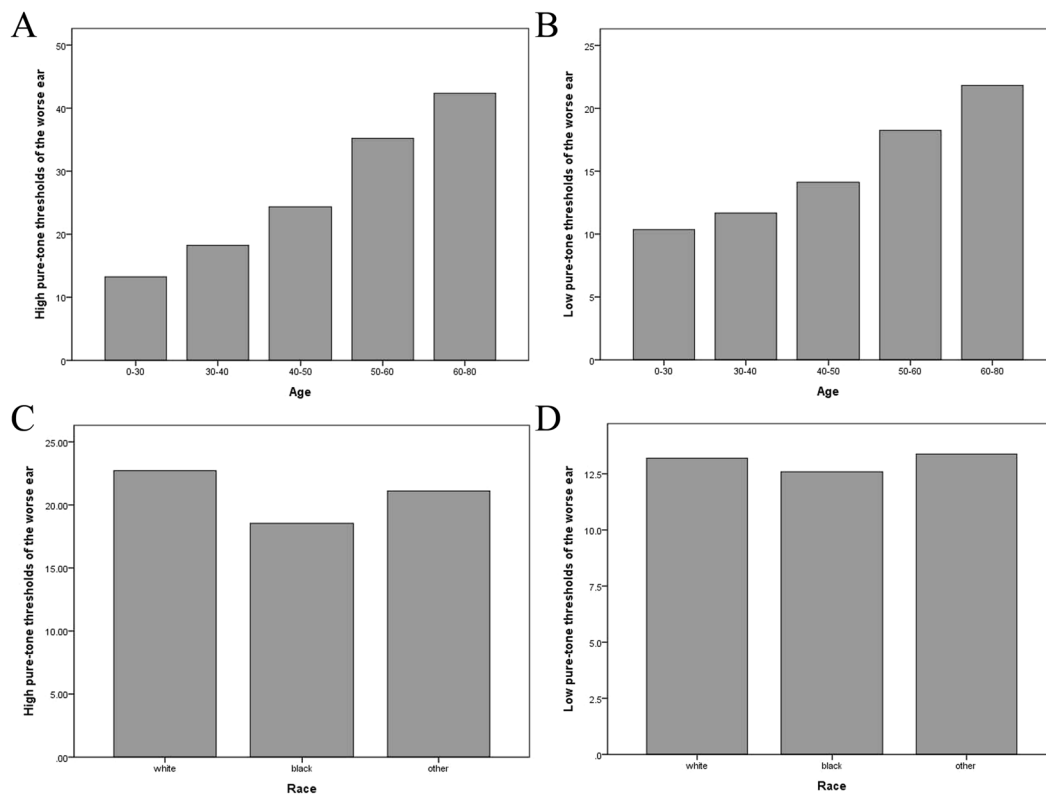 A
High pure-tone thresholds of the worse ear
50
40
30
20
10
0
0-30 30-40 40-50 50-60 60-80
Age
B
Low pure-tone thresholds of the worse ear
25
20
15
10
5
0
0-30 30-40 40-50 50-60 60-80
Age
C
High pure-tone thresholds of the worse ear
25.00
20.00
15.00
10.00
5.00
.00
white black other
Race
D
Low pure-tone thresholds of the worse ear
12.5
10.0
7.5
5.0
2.5
.0
white black other
Race